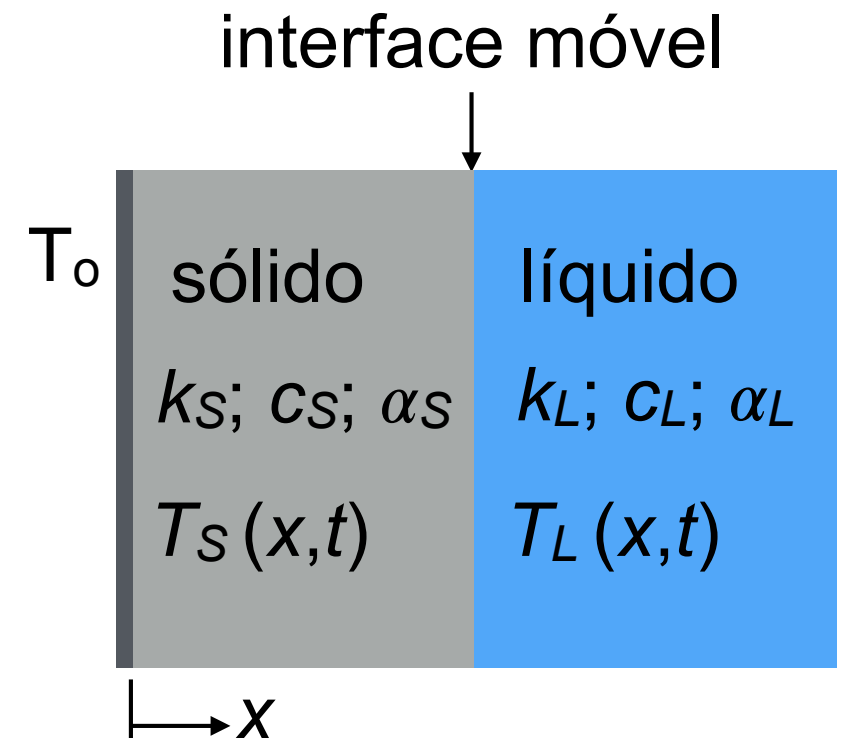 interface móvel
To
sólido
líquido
kS; cS; αS
kL; cL; αL
TS (x,t)
TL (x,t)
x